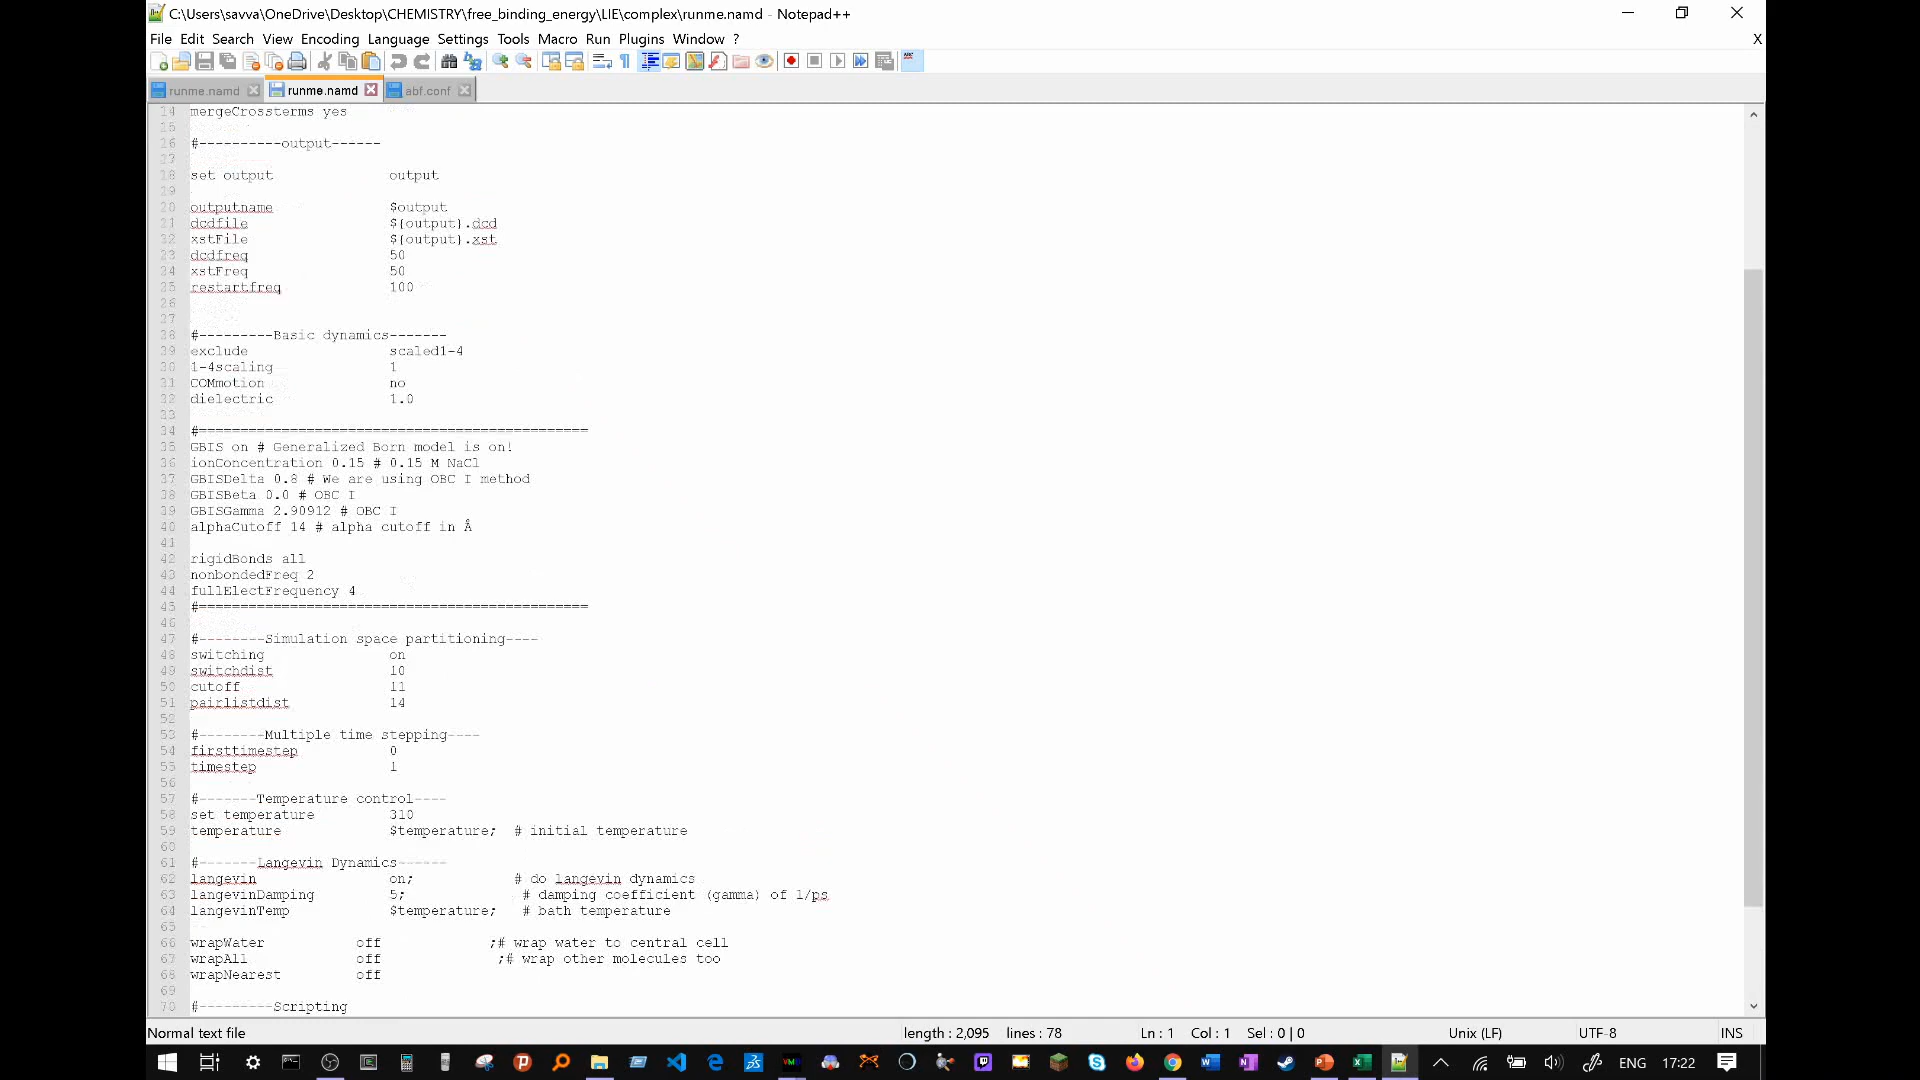 C:\Users\savva\OneDrive\Desktop\CHEMISTRY\free_binding_energy\LIE\complex\runme.namd - Notepad++
File Edit Search View Encoding Language Settings Tools Macro Run Plugins Window ? X
runme.namd runme.namd abf.conf
14 mergeCrossterms yes
15
16 #----------output------
17
18 set output output
19
20 outputname $output
21 dcdfile ${output}.dcd
22 xstFile ${output}.xst
23 dcdfreq 50
24 xstFreq 50
25 restartfreq 100
26
27
28 #---------Basic dynamics-------
29 exclude scaled1-4
30 1-4scaling 1
31 COMmotion no
32 dielectric 1.0
33
34 #===============================================
35 GBIS on # Generalized Born model is on!
36 ionConcentration 0.15 # 0.15 M NaCl
37 GBISDelta 0.8 # We are using OBC I method
38 GBISBeta 0.0 # OBC I
39 GBISGamma 2.90912 # OBC I
40 alphaCutoff 14 # alpha cutoff in Å
41
42 rigidBonds all
43 nonbondedFreq 2
44 fullElectFrequency 4
45 #===============================================
46
47 #--------Simulation space partitioning----
48 switching on
49 switchdist 10
50 cutoff 11
51 pairlistdist 14
52
53 #--------Multiple time stepping----
54 firsttimestep 0
55 timestep 1
56
57 #-------Temperature control----
58 set temperature 310
59 temperature $temperature; # initial temperature
60
61 #-------Langevin Dynamics------
62 langevin on; # do langevin dynamics
63 langevinDamping 5; # damping coefficient (gamma) of 1/ps
64 langevinTemp $temperature; # bath temperature
65
66 wrapWater off ;# wrap water to central cell
67 wrapAll off ;# wrap other molecules too
68 wrapNearest off
69
70 #---------Scripting
Normal text file length : 2,095 lines : 78 Ln : 1 Col : 1 Sel : 0 | 0 Unix (LF) UTF-8 INS
ENG 17:22